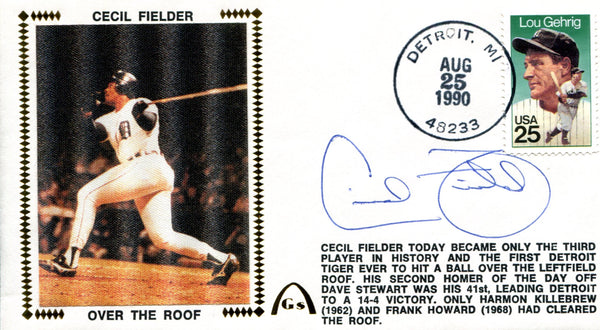 CECIL FIELDER
OVER THE ROOF
DETROIT, MI
AUG
25
1990
48233
Lou Gehrig
USA
25
Cecil Fielder
Gs
CECIL FIELDER TODAY BECAME ONLY THE THIRD
PLAYER IN HISTORY AND THE FIRST DETROIT
TIGER EVER TO HIT A BALL OVER THE LEFTFIELD
ROOF. HIS SECOND HOMER OF THE DAY OFF
DAVE STEWART WAS HIS 41st, LEADING DETROIT
TO A 14-4 VICTORY. ONLY HARMON KILLEBREW
(1962) AND FRANK HOWARD (1968) HAD CLEARED
THE ROOF.